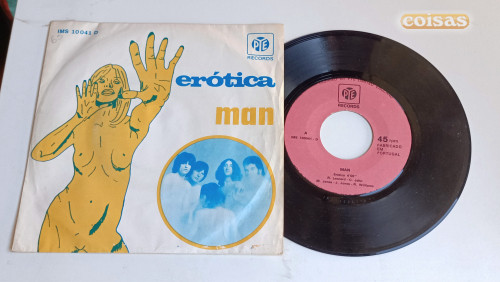 IMS 10041 P
PYE
RECORDS
erótica
man
coisas
PYE
RECORDS
45
FABRICADO
EM
PORTUGAL
MAN